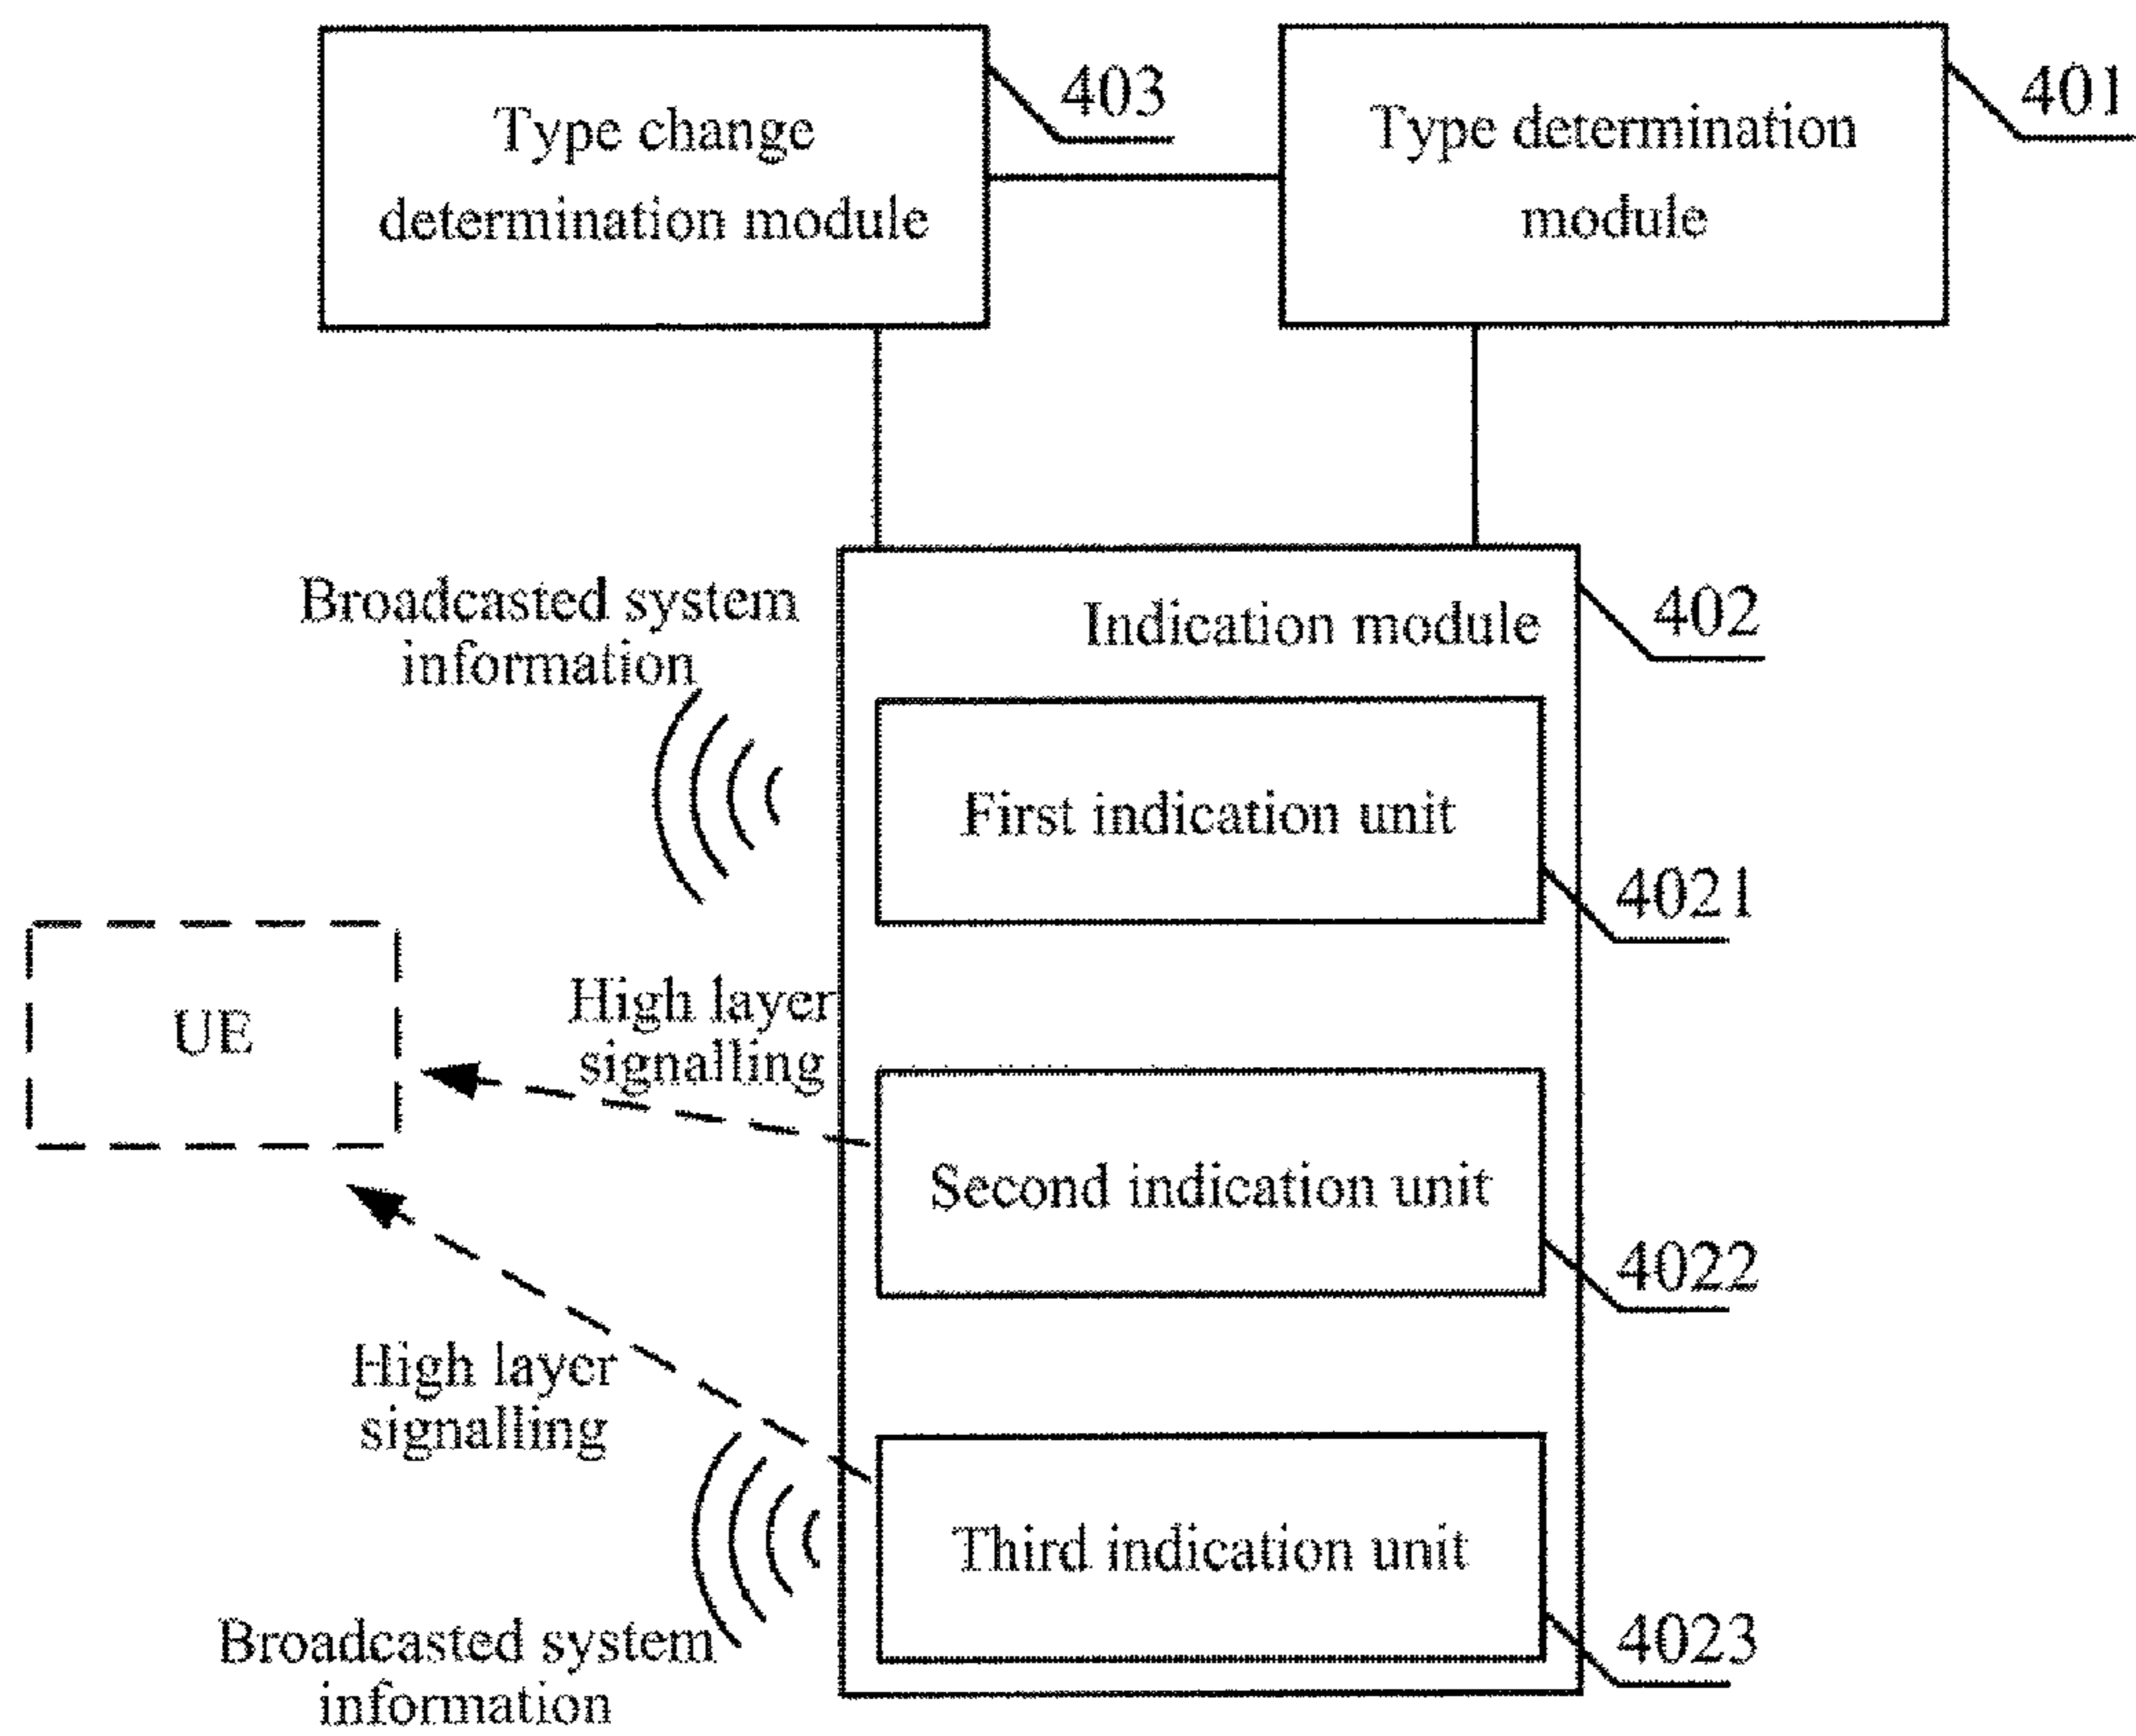 Type change
determination module
403
Type determination
module
401
Broadcasted system
information
Indication module
402
First indication unit
4021
UE
High layer
signalling
Second indication unit
4022
High layer
signalling
Third indication unit
4023
Broadcasted system
information